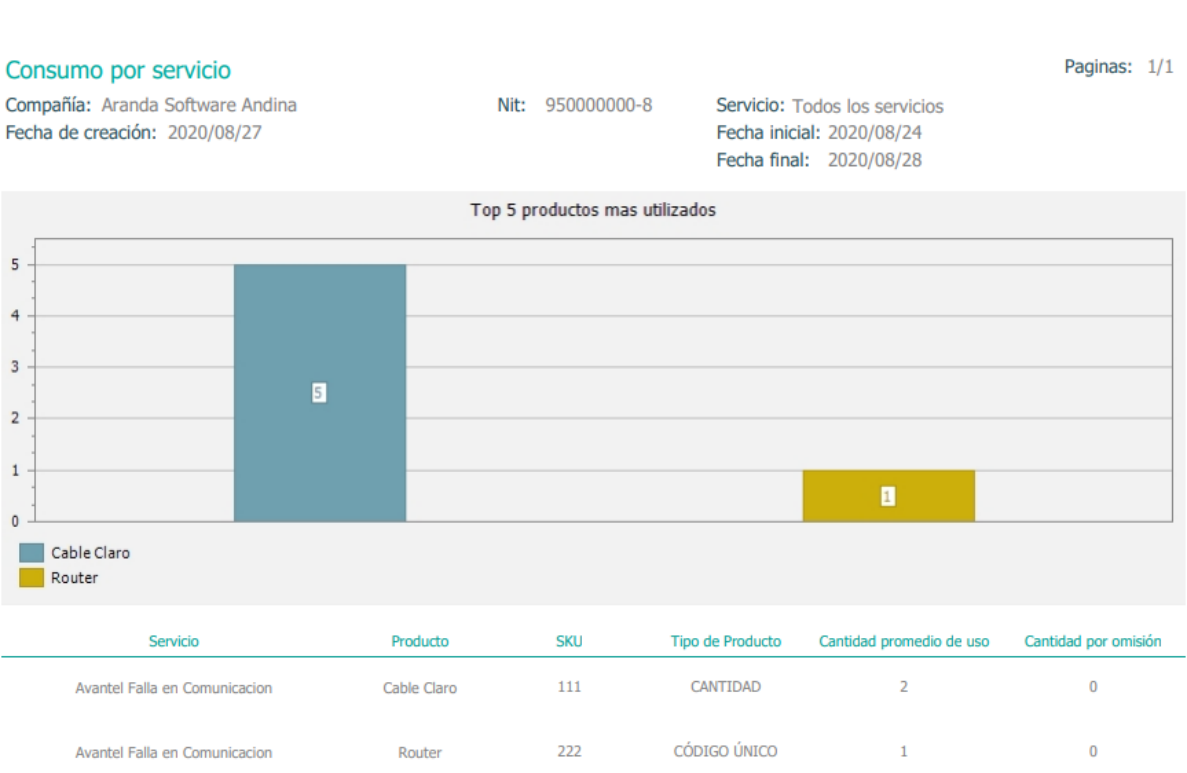 Consumo por servicio
Paginas: 1/1
Compañía: Aranda Software Andina
Nit: 950000000-8
Servicio: Todos los servicios
Fecha de creación: 2020/08/27
Fecha inicial: 2020/08/24
Fecha final: 2020/08/28
Top 5 productos mas utilizados
5
4
3
2
1
0
5
1
Cable Claro
Router
Servicio Producto SKU Tipo de Producto Cantidad promedio de uso Cantidad por omisión
Avantel Falla en Comunicacion Cable Claro 111 CANTIDAD 2 0
Avantel Falla en Comunicacion Router 222 CÓDIGO ÚNICO 1 0